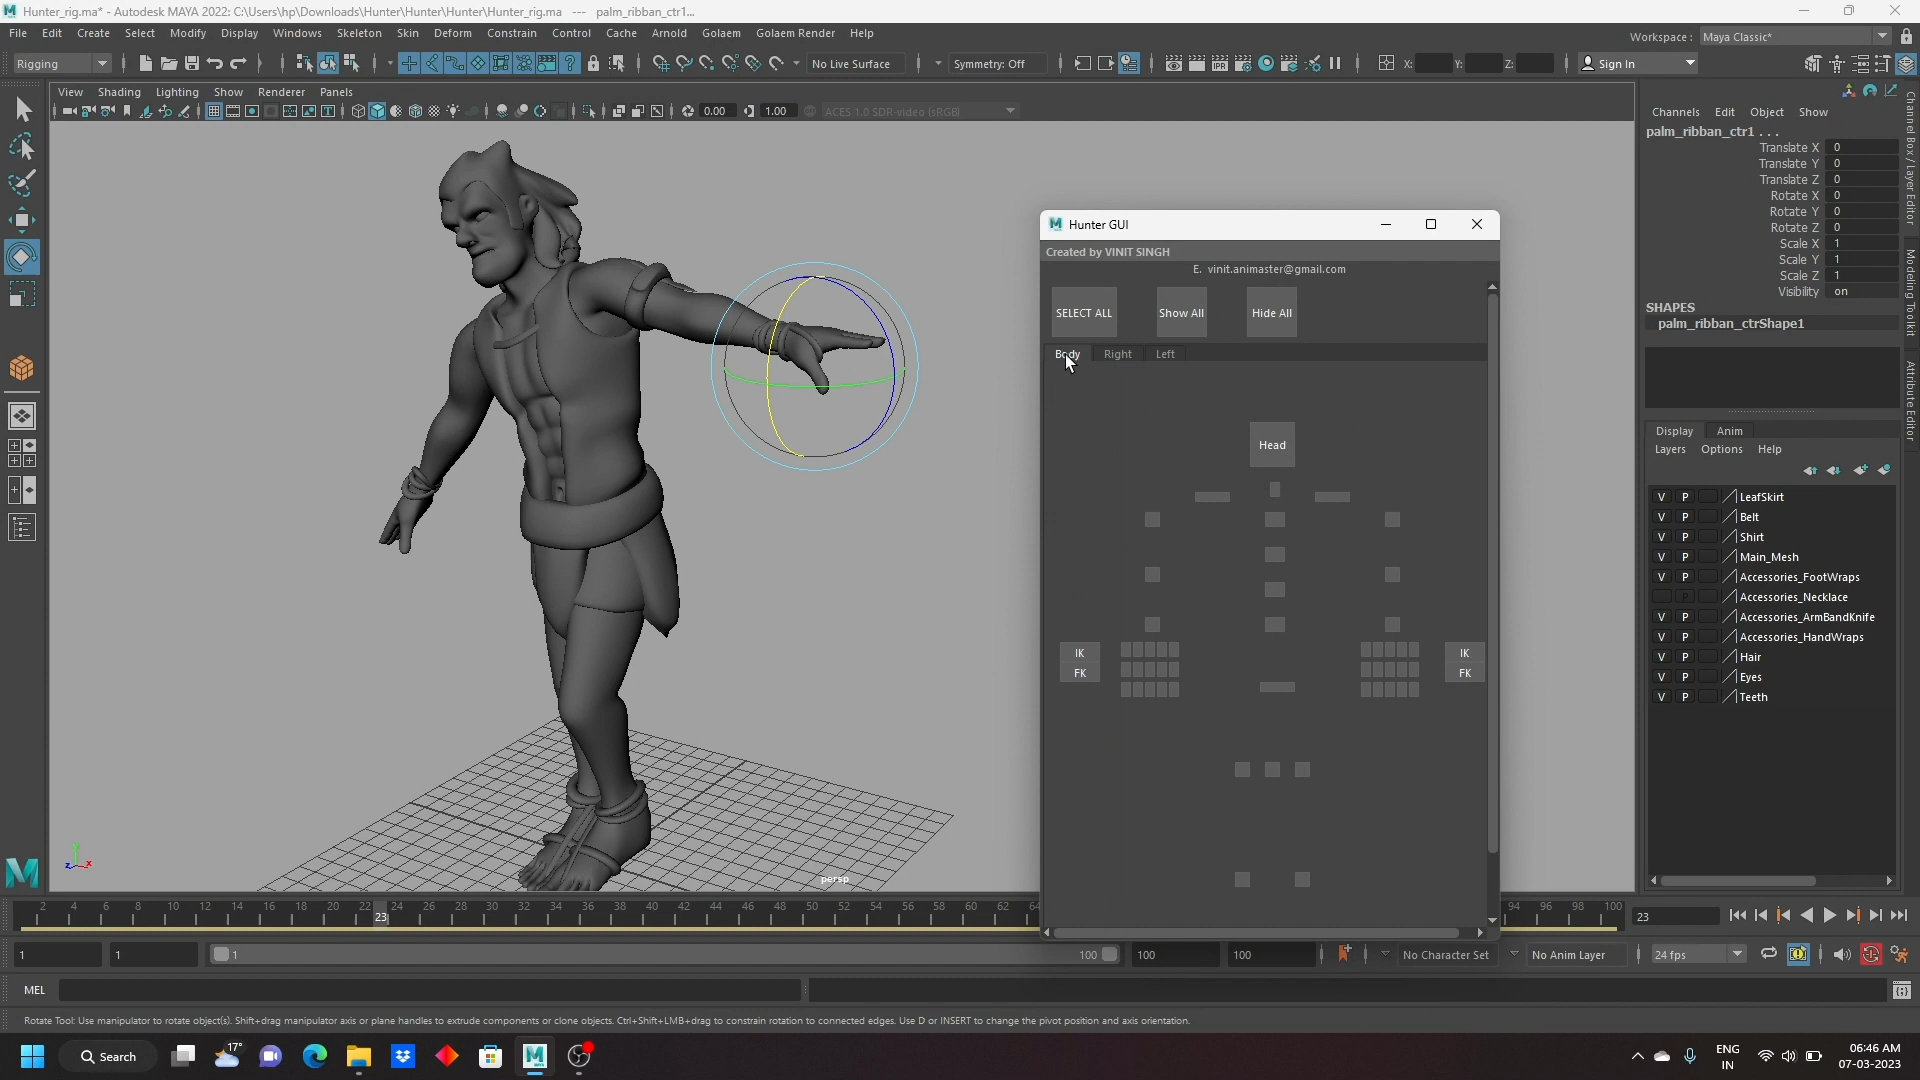 Hunter_rig.ma* - Autodesk MAYA 2022: C:\Users\hp\Downloads\Hunter\Hunter\Hunter\Hunter_rig.ma --- palm_ribban_ctr1...
File Edit Create Select Modify Display Windows Skeleton Skin Deform Constrain Control Cache Arnold Golaem Golaem Render Help
Workspace : Maya Classic*
Rigging No Live Surface Symmetry: Off IPR X: Y: Z: Sign In
View Shading Lighting Show Renderer Panels
0.00 1.00 ACES 1.0 SDR-video (sRGB)
Channels Edit Object Show
palm_ribban_ctr1 . . .
Translate X 0
Translate Y 0
Translate Z 0
Rotate X 0
Rotate Y 0
Rotate Z 0
Scale X 1
Scale Y 1
Scale Z 1
Visibility on
SHAPES
palm_ribban_ctrShape1
Channel Box / Layer Editor
Modeling Toolkit
Attribute Editor
Hunter GUI
Created by VINIT SINGH
E. vinit.animaster@gmail.com
SELECT ALL Show All Hide All
Body Right Left
Head
IK IK
FK FK
Display Anim
Layers Options Help
V P LeafSkirt
V P Belt
V P Shirt
V P Main_Mesh
V P Accessories_FootWraps
P Accessories_Necklace
V P Accessories_ArmBandKnife
V P Accessories_HandWraps
V P Hair
V P Eyes
V P Teeth
z x
persp
2 4 6 8 10 12 14 16 18 20 22 24 26 28 30 32 34 36 38 40 42 44 46 48 50 52 54 56 58 60 62 94 96 98 100
23 23
1 1 1 100 100 100 No Character Set No Anim Layer 24 fps
MEL
Rotate Tool: Use manipulator to rotate object(s). Shift+drag manipulator axis or plane handles to extrude components or clone objects. Ctrl+Shift+LMB+drag to constrain rotation to connected edges. Use D or INSERT to change the pivot position and axis orientation.
Search 17° ENG IN 06:46 AM
07-03-2023